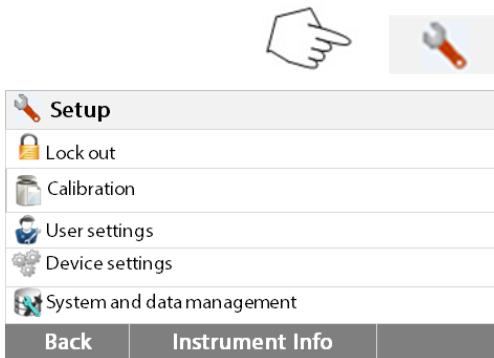 Setup
Lock out
Calibration
User settings
Device settings
System and data management
Back Instrument Info